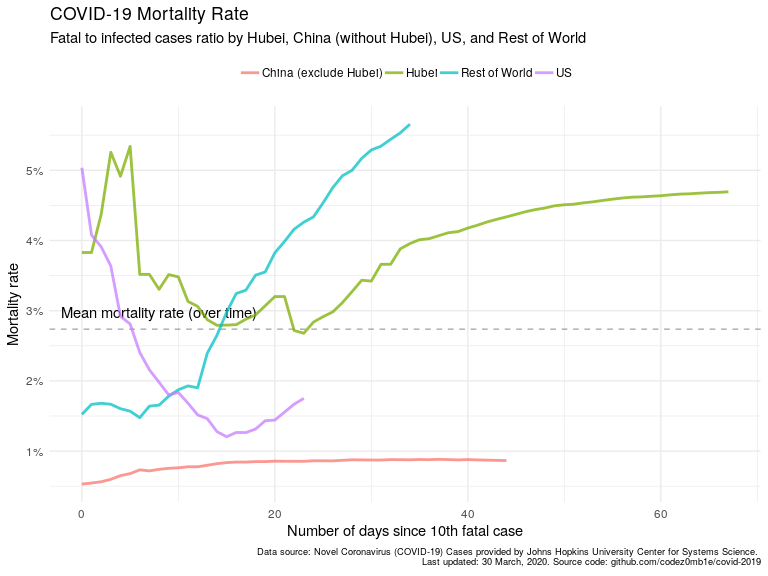 COVID-19 Mortality Rate
Fatal to infected cases ratio by Hubei, China (without Hubei), US, and Rest of World
China (exclude Hubei) Hubei Rest of World US
5%
4%
3%
2%
1%
Mortality rate
Mean mortality rate (over time)
0 20 40 60
Number of days since 10th fatal case
Data source: Novel Coronavirus (COVID-19) Cases provided by Johns Hopkins University Center for Systems Science.
Last updated: 30 March, 2020. Source code: github.com/codez0mb1e/covid-2019